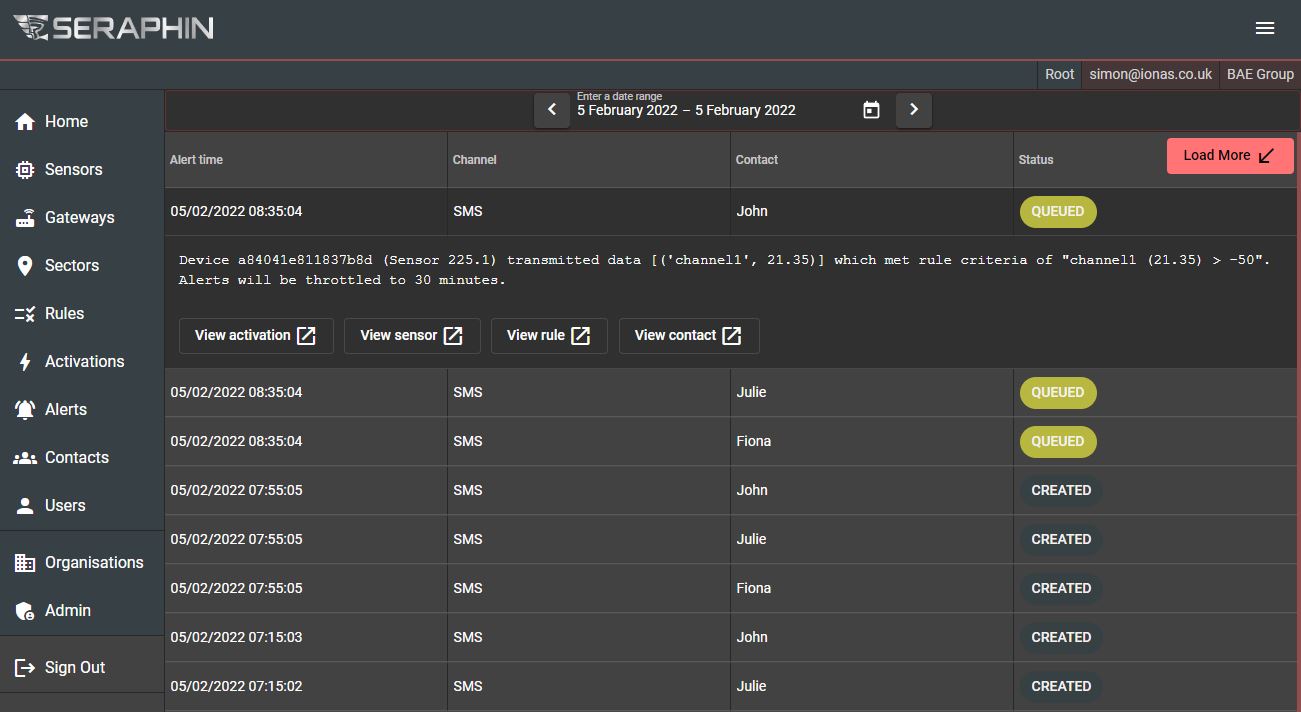 SERAPHIN
Root simon@ionas.co.uk BAE Group
Home
Sensors
Gateways
Sectors
Rules
Activations
Alerts
Contacts
Users
Organisations
Admin
Sign Out
Enter a date range
5 February 2022 – 5 February 2022
Alert time Channel Contact Status Load More
05/02/2022 08:35:04 SMS John QUEUED
Device a84041e811837b8d (Sensor 225.1) transmitted data [('channel1', 21.35)] which met rule criteria of "channel1 (21.35) > -50".
Alerts will be throttled to 30 minutes.
View activation View sensor View rule View contact
05/02/2022 08:35:04 SMS Julie QUEUED
05/02/2022 08:35:04 SMS Fiona QUEUED
05/02/2022 07:55:05 SMS John CREATED
05/02/2022 07:55:05 SMS Julie CREATED
05/02/2022 07:55:05 SMS Fiona CREATED
05/02/2022 07:15:03 SMS John CREATED
05/02/2022 07:15:02 SMS Julie CREATED